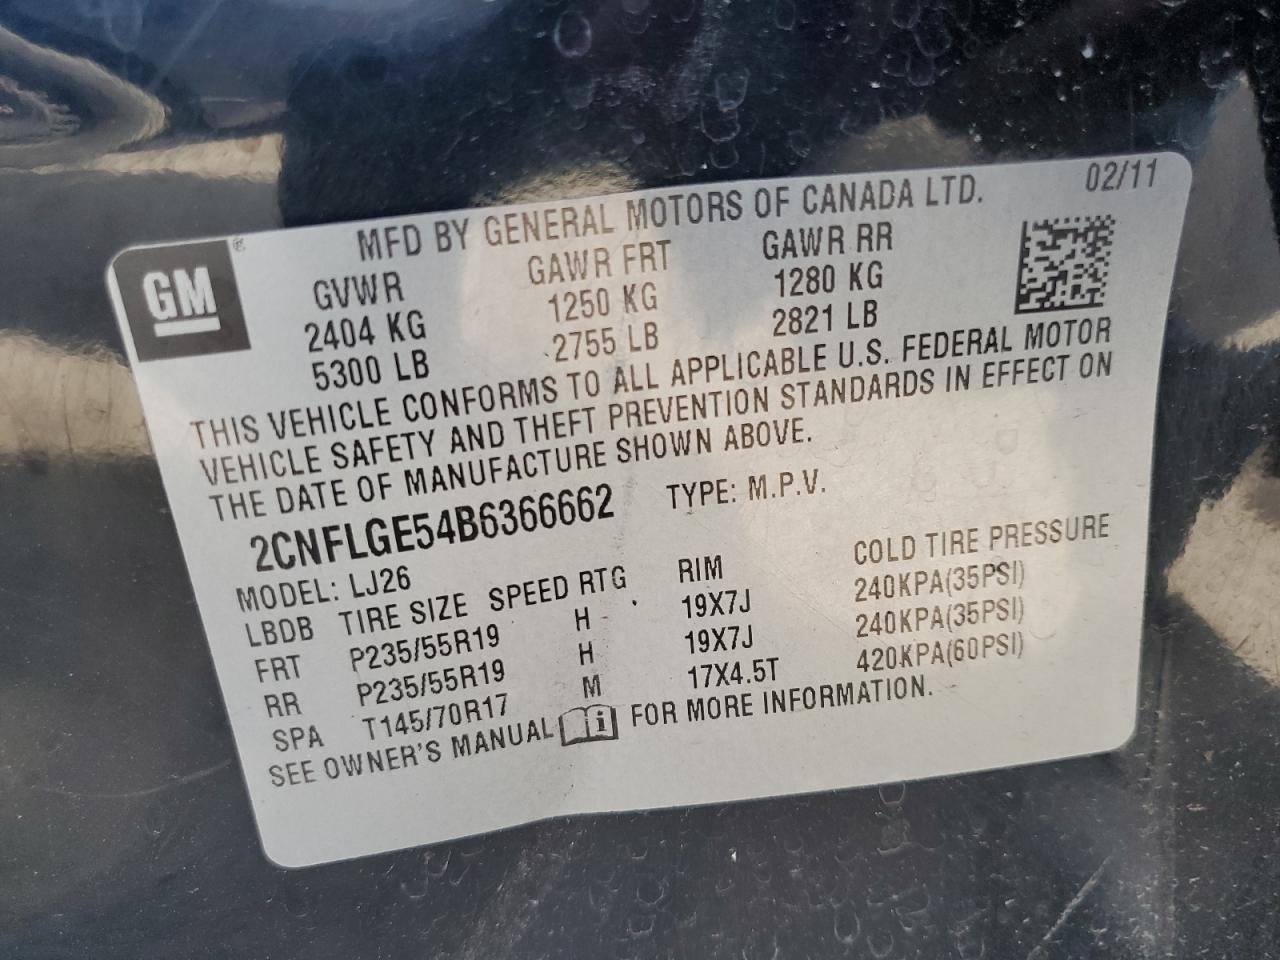 02/11
GM®
MFD BY GENERAL MOTORS OF CANADA LTD.
GVWR GAWR FRT GAWR RR
2404 KG 1250 KG 1280 KG
5300 LB 2755 LB 2821 LB
THIS VEHICLE CONFORMS TO ALL APPLICABLE U.S. FEDERAL MOTOR
VEHICLE SAFETY AND THEFT PREVENTION STANDARDS IN EFFECT ON
THE DATE OF MANUFACTURE SHOWN ABOVE.
2CNFLGE54B6366662 TYPE: M.P.V.
MODEL: LJ26
LBDB TIRE SIZE SPEED RTG RIM COLD TIRE PRESSURE
FRT P235/55R19 H 19X7J 240KPA(35PSI)
RR P235/55R19 H 19X7J 240KPA(35PSI)
SPA T145/70R17 M 17X4.5T 420KPA(60PSI)
SEE OWNER'S MANUAL i FOR MORE INFORMATION.